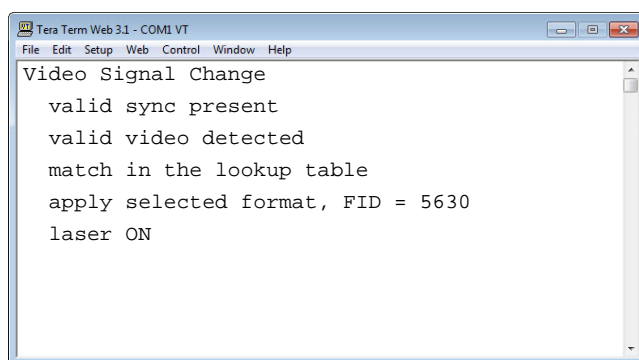 Tera Term Web 3.1 - COM1 VT
File Edit Setup Web Control Window Help
Video Signal Change
valid sync present
valid video detected
match in the lookup table
apply selected format, FID = 5630
laser ON